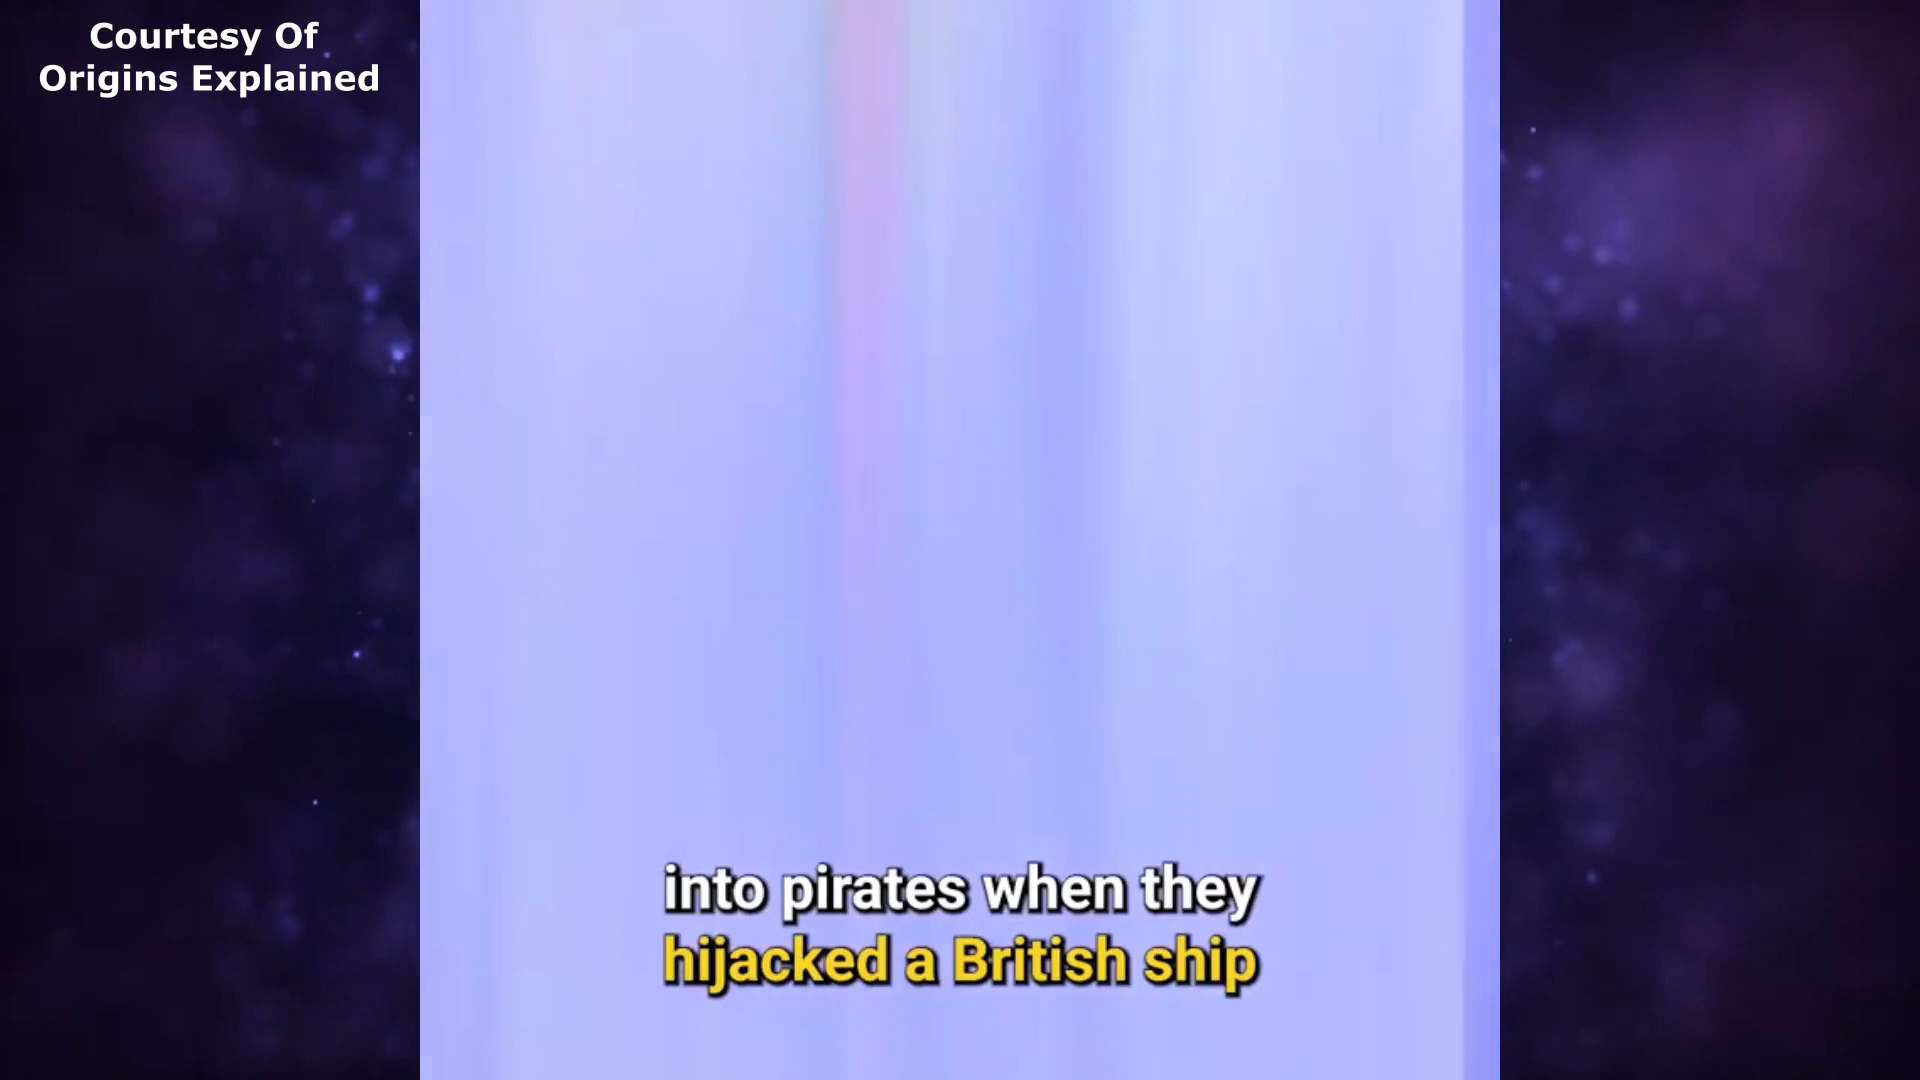 Courtesy Of
Origins Explained
into pirates when they
hijacked a British ship